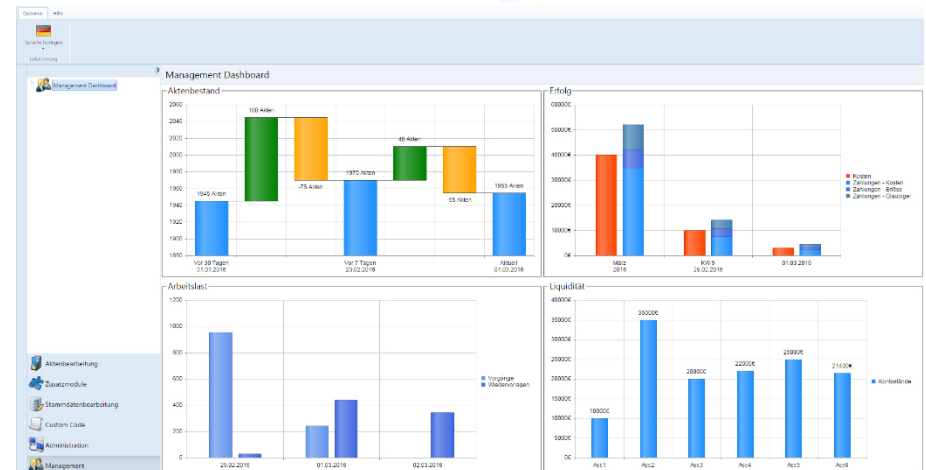 Optionen Hilfe
Sprache festlegen
Lokalisierung
Management Dashboard
Aktenbearbeitung
Zusatzmodule
Stammdatenbearbeitung
Custom Code
Administration
Management
Management Dashboard
Aktenbestand
2060
2040
2020
2000
1980
1960
1940
1920
1900
1880
1945 Akten
100 Akten
-75 Akten
1970 Akten
40 Akten
55 Akten
1955 Akten
Vor 30 Tagen
31.01.2016
Vor 7 Tagen
23.02.2016
Aktuell
01.03.2016
Erfolg
60000€
50000€
40000€
30000€
20000€
10000€
0€
März
2016
KW 9
29.02.2016
01.03.2016
Kosten
Zahlungen - Kosten
Zahlungen - Erlöse
Zahlungen - Gläubiger
Arbeitslast
1200
1000
800
600
400
200
0
29.02.2016
01.03.2016
02.03.2016
Vorgänge
Wiedervorlagen
Liquidität
40000€
35000€
30000€
25000€
20000€
15000€
10000€
5000€
0€
10000€
35000€
20000€
22000€
25000€
21400€
Acc1
Acc2
Acc3
Acc4
Acc5
Acc6
Kontostände